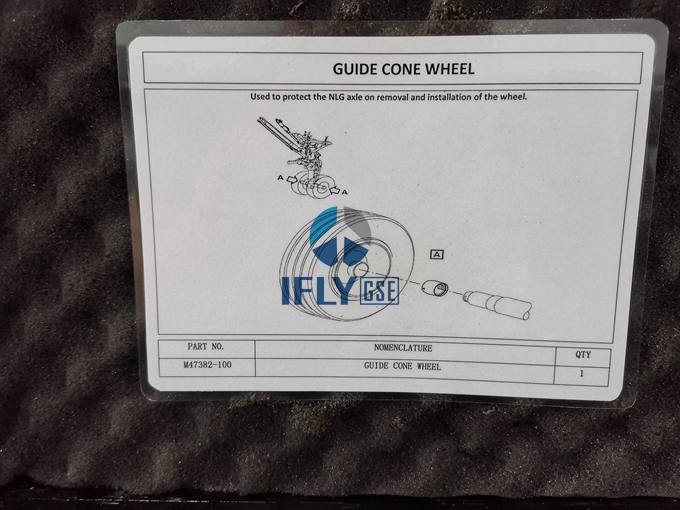 GUIDE CONE WHEEL
Used to protect the NLG axle on removal and installation of the wheel.
A
A
A
IFLY GSE
PART NO. NOMENCLATURE QTY
M47382-100 GUIDE CONE WHEEL 1